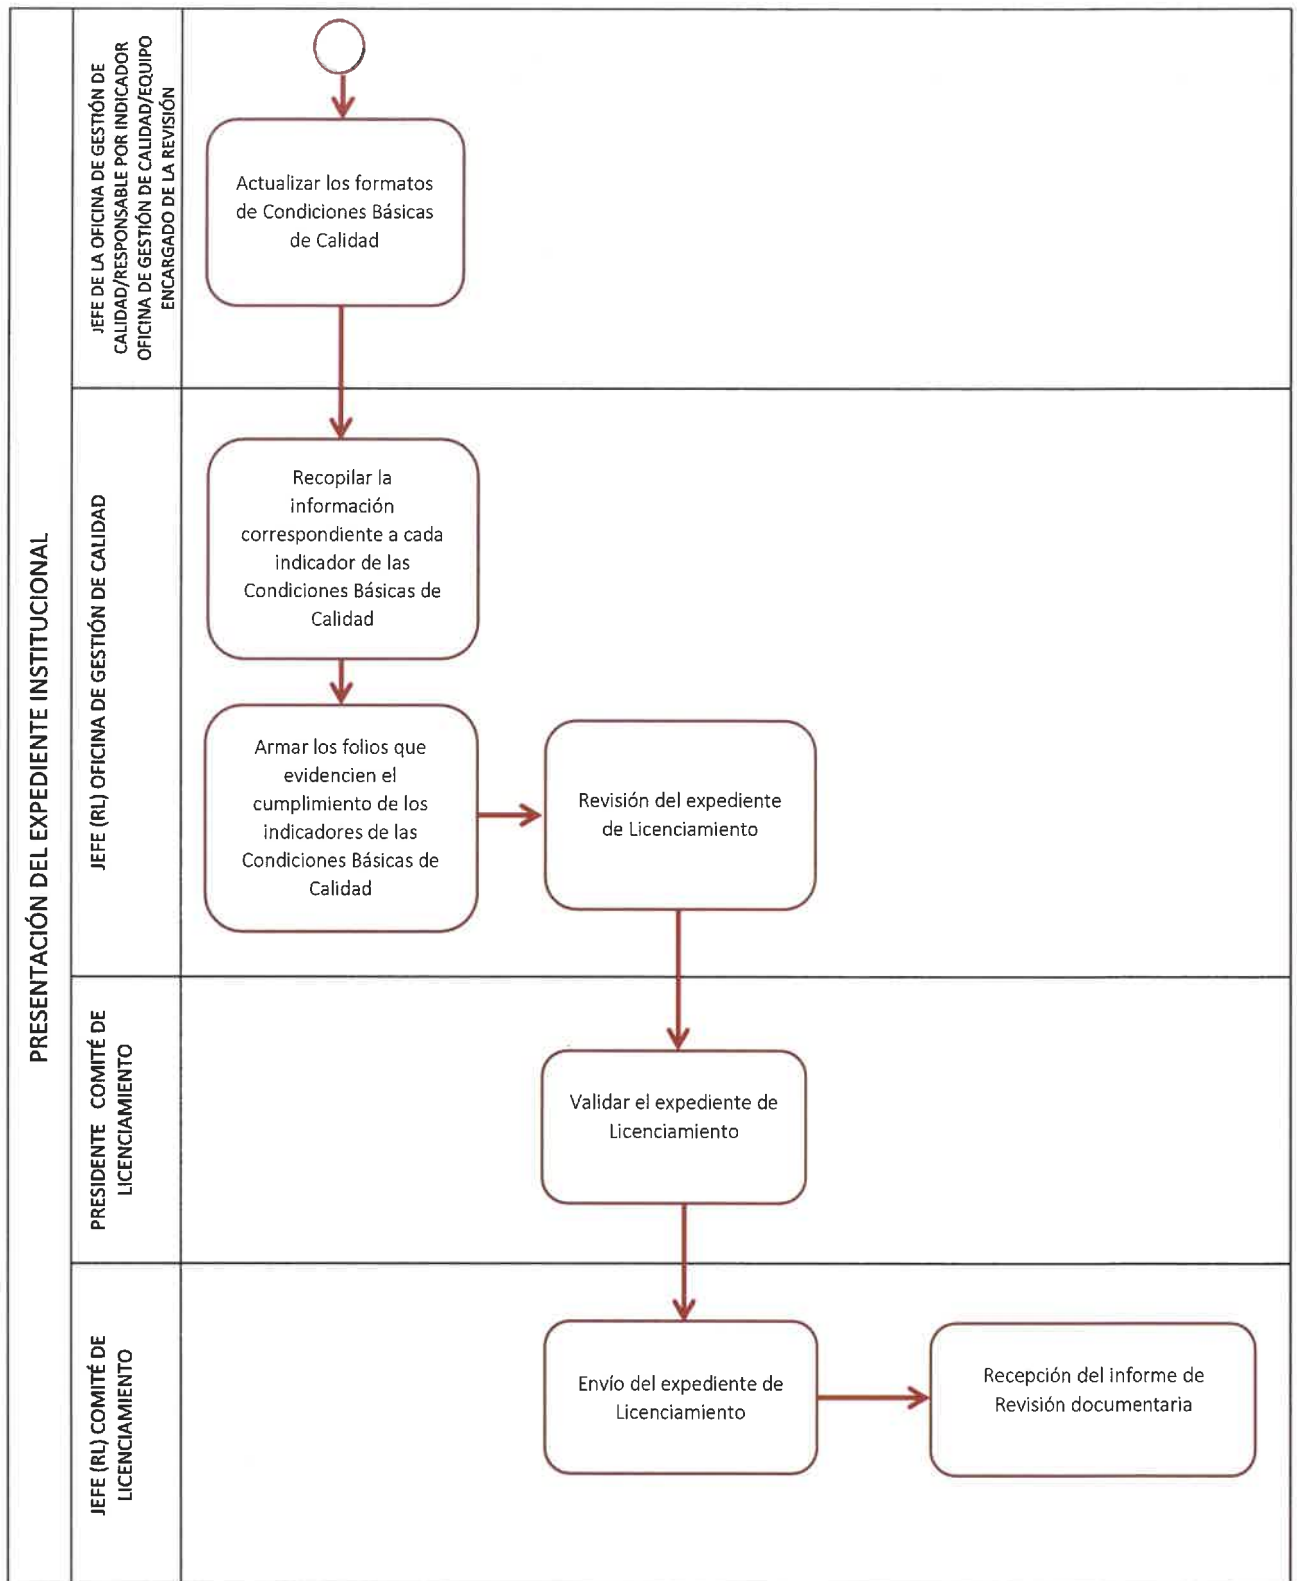 PRESENTACIÓN DEL EXPEDIENTE INSTITUCIONAL
JEFE DE LA OFICINA DE GESTIÓN DE
CALIDAD/RESPONSABLE POR INDICADOR
OFICINA DE GESTIÓN DE CALIDAD/EQUIPO
ENCARGADO DE LA REVISIÓN
Actualizar los formatos
de Condiciones Básicas
de Calidad
JEFE (RL) OFICINA DE GESTIÓN DE CALIDAD
Recopilar la
información
correspondiente a cada
indicador de las
Condiciones Básicas de
Calidad
Armar los folios que
evidencien el
cumplimiento de los
indicadores de las
Condiciones Básicas de
Calidad
Revisión del expediente
de Licenciamiento
PRESIDENTE COMITÉ DE
LICENCIAMIENTO
Validar el expediente de
Licenciamiento
JEFE (RL) COMITÉ DE
LICENCIAMIENTO
Envío del expediente de
Licenciamiento
Recepción del informe de
Revisión documentaria